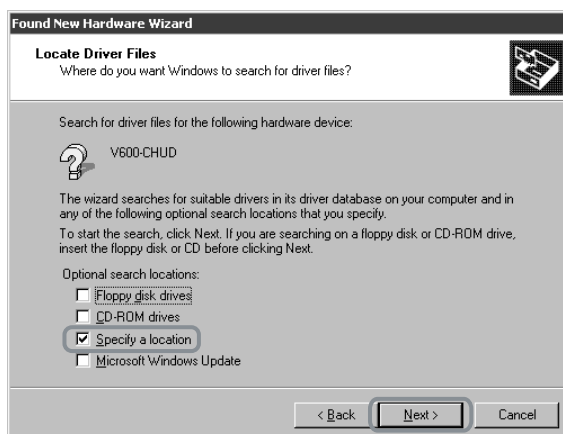 Found New Hardware Wizard
Locate Driver Files
Where do you want Windows to search for driver files?
Search for driver files for the following hardware device:
V600-CHUD
The wizard searches for suitable drivers in its driver database on your computer and in
any of the following optional search locations that you specify.
To start the search, click Next. If you are searching on a floppy disk or CD-ROM drive,
insert the floppy disk or CD before clicking Next.
Optional search locations:
Floppy disk drives
CD-ROM drives
Specify a location
Microsoft Windows Update
< Back Next > Cancel